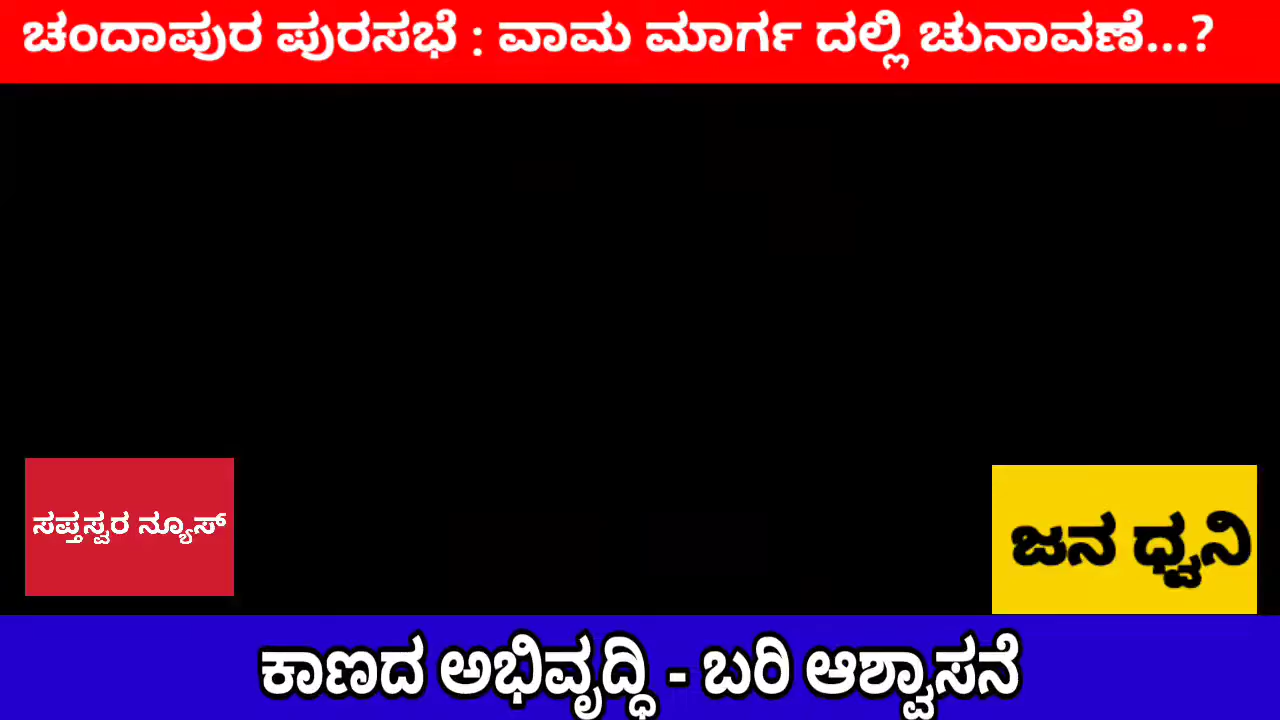 ಚಂದಾಪುರ ಪುರಸಭೆ : ವಾಮ ಮಾರ್ಗ ದಲ್ಲಿ ಚುನಾವಣೆ...?
ಸಪ್ತಸ್ವರ ನ್ಯೂಸ್
ಜನ ಧ್ವನಿ
ಕಾಣದ ಅಭಿವೃದ್ಧಿ - ಬರಿ ಆಶ್ವಾಸನೆ